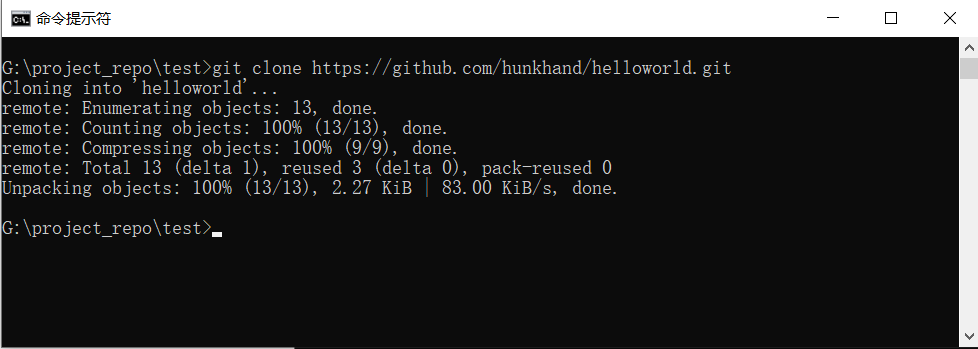 命令提示符
G:\project_repo\test>git clone https://github.com/hunkhand/helloworld.git
Cloning into 'helloworld'...
remote: Enumerating objects: 13, done.
remote: Counting objects: 100% (13/13), done.
remote: Compressing objects: 100% (9/9), done.
remote: Total 13 (delta 1), reused 3 (delta 0), pack-reused 0
Unpacking objects: 100% (13/13), 2.27 KiB | 83.00 KiB/s, done.
G:\project_repo\test>